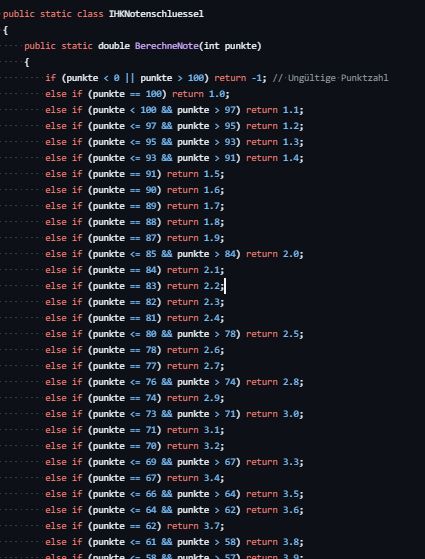 public static class IHKNotenschluessel
{
public static double BerechneNote(int punkte)
{
if (punkte < 0 || punkte > 100) return -1; // Ungültige Punktzahl
else if (punkte == 100) return 1.0;
else if (punkte < 100 && punkte > 97) return 1.1;
else if (punkte <= 97 && punkte > 95) return 1.2;
else if (punkte <= 95 && punkte > 93) return 1.3;
else if (punkte <= 93 && punkte > 91) return 1.4;
else if (punkte == 91) return 1.5;
else if (punkte == 90) return 1.6;
else if (punkte == 89) return 1.7;
else if (punkte == 88) return 1.8;
else if (punkte == 87) return 1.9;
else if (punkte <= 85 && punkte > 84) return 2.0;
else if (punkte == 84) return 2.1;
else if (punkte == 83) return 2.2;
else if (punkte == 82) return 2.3;
else if (punkte == 81) return 2.4;
else if (punkte <= 80 && punkte > 78) return 2.5;
else if (punkte == 78) return 2.6;
else if (punkte == 77) return 2.7;
else if (punkte <= 76 && punkte > 74) return 2.8;
else if (punkte == 74) return 2.9;
else if (punkte <= 73 && punkte > 71) return 3.0;
else if (punkte == 71) return 3.1;
else if (punkte == 70) return 3.2;
else if (punkte <= 69 && punkte > 67) return 3.3;
else if (punkte == 67) return 3.4;
else if (punkte <= 66 && punkte > 64) return 3.5;
else if (punkte <= 64 && punkte > 62) return 3.6;
else if (punkte == 62) return 3.7;
else if (punkte <= 61 && punkte > 58) return 3.8;
else if (punkte <= 58 && punkte > 57) return 3.9;